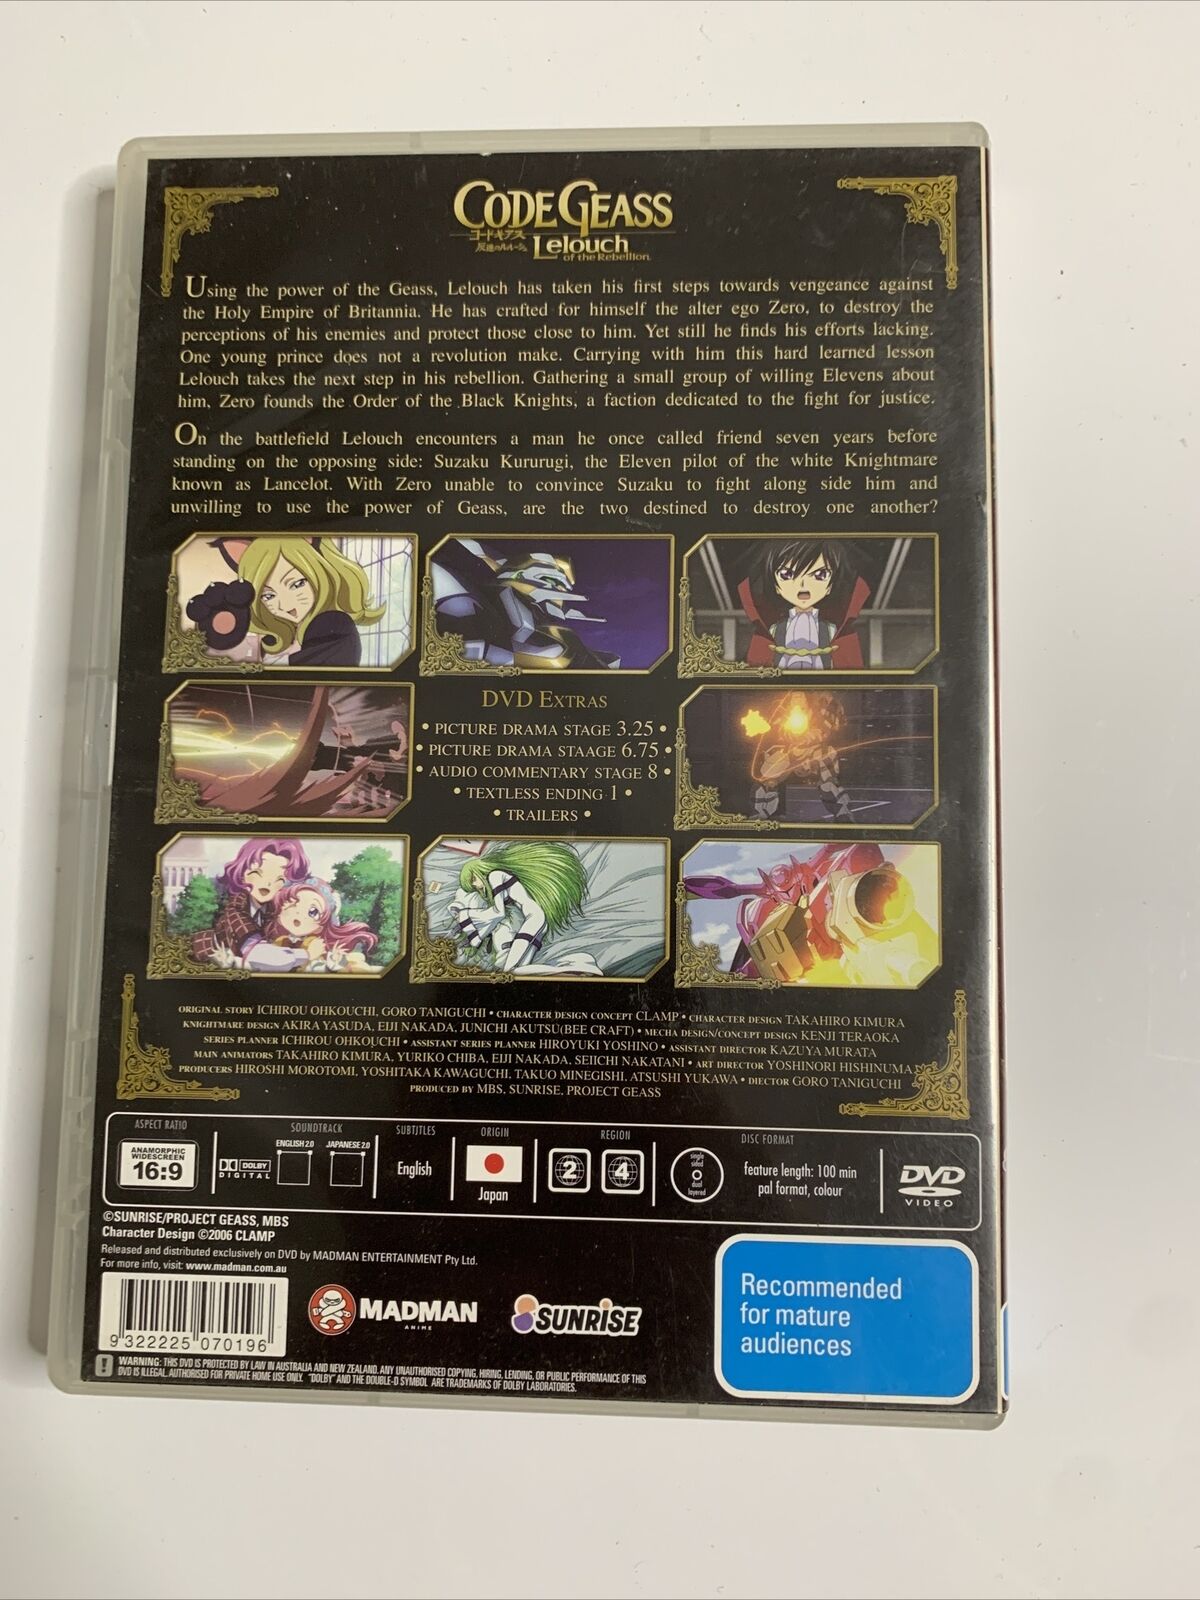 CODE GEASS
コードギアス
反逆のルルーシュ
Lelouch
of the Rebellion
Using the power of the Geass, Lelouch has taken his first steps towards vengeance against
the Holy Empire of Britannia. He has crafted for himself the alter ego Zero, to destroy the
perceptions of his enemies and protect those close to him. Yet still he finds his efforts lacking.
One young prince does not a revolution make. Carrying with him this hard learned lesson
Lelouch takes the next step in his rebellion. Gathering a small group of willing Elevens about
him, Zero founds the Order of the Black Knights, a faction dedicated to the fight for justice.
On the battlefield Lelouch encounters a man he once called friend seven years before
standing on the opposing side: Suzaku Kururugi, the Eleven pilot of the white Knightmare
known as Lancelot. With Zero unable to convince Suzaku to fight along side him and
unwilling to use the power of Geass, are the two destined to destroy one another?
DVD EXTRAS
• PICTURE DRAMA STAGE 3.25 •
• PICTURE DRAMA STAAGE 6.75 •
• AUDIO COMMENTARY STAGE 8 •
• TEXTLESS ENDING 1 •
• TRAILERS •
ORIGINAL STORY ICHIROU OHKOUCHI, GORO TANIGUCHI • CHARACTER DESIGN CONCEPT CLAMP • CHARACTER DESIGN TAKAHIRO KIMURA
KNIGHTMARE DESIGN AKIRA YASUDA, EIJI NAKADA, JUNICHI AKUTSU(BEE CRAFT) • MECHA DESIGN/CONCEPT DESIGN KENJI TERAOKA
SERIES PLANNER ICHIROU OHKOUCHI • ASSISTANT SERIES PLANNER HIROYUKI YOSHINO • ASSISTANT DIRECTOR KAZUYA MURATA
MAIN ANIMATORS TAKAHIRO KIMURA, YURIKO CHIBA, EIJI NAKADA, SEIICHI NAKATANI • ART DIRECTOR YOSHINORI HISHINUMA
PRODUCERS HIROSHI MOROTOMI, YOSHITAKA KAWAGUCHI, TAKUO MINEGISHI, ATSUSHI YUKAWA • DIECTOR GORO TANIGUCHI
PRODUCED BY MBS, SUNRISE, PROJECT GEASS
ASPECT RATIO
ANAMORPHIC
WIDESCREEN
16:9
SOUNDTRACK
DOLBY
DIGITAL
ENGLISH 2.0
JAPANESE 2.0
SUBTITLES
English
ORIGIN
Japan
REGION
2
4
DISC FORMAT
single
sided
dual
layered
feature length: 100 min
pal format, colour
DVD
VIDEO
©SUNRISE/PROJECT GEASS, MBS
Character Design ©2006 CLAMP
Released and distributed exclusively on DVD by MADMAN ENTERTAINMENT Pty Ltd.
For more info, visit: www.madman.com.au
9 322225 070196
MADMAN
ANIME
SUNRISE
Recommended
for mature
audiences
! WARNING: THIS DVD IS PROTECTED BY LAW IN AUSTRALIA AND NEW ZEALAND. ANY UNAUTHORISED COPYING, HIRING, LENDING, OR PUBLIC PERFORMANCE OF THIS
DVD IS ILLEGAL. AUTHORISED FOR PRIVATE HOME USE ONLY. "DOLBY" AND THE DOUBLE-D SYMBOL ARE TRADEMARKS OF DOLBY LABORATORIES.